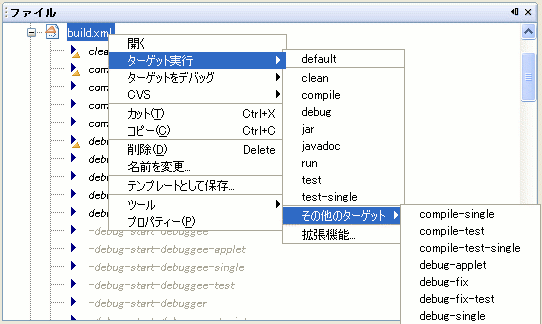 ファイル
build.xml
clea
com
com
com
com
debu
debu
debu
debu
debu
-debug-start-debuggee
-debug-start-debuggee-applet
-debug-start-debuggee-single
-debug-start-debuggee-test
-debug-start-debugger
開く
ターゲット実行
ターゲットをデバッグ
CVS
カット(T) Ctrl+X
コピー(C) Ctrl+C
削除(D) Delete
名前を変更...
テンプレートとして保存...
ツール
プロパティー(P)
default
clean
compile
debug
jar
javadoc
run
test
test-single
その他のターゲット
拡張機能...
compile-single
compile-test
compile-test-single
debug-applet
debug-fix
debug-fix-test
debug-single